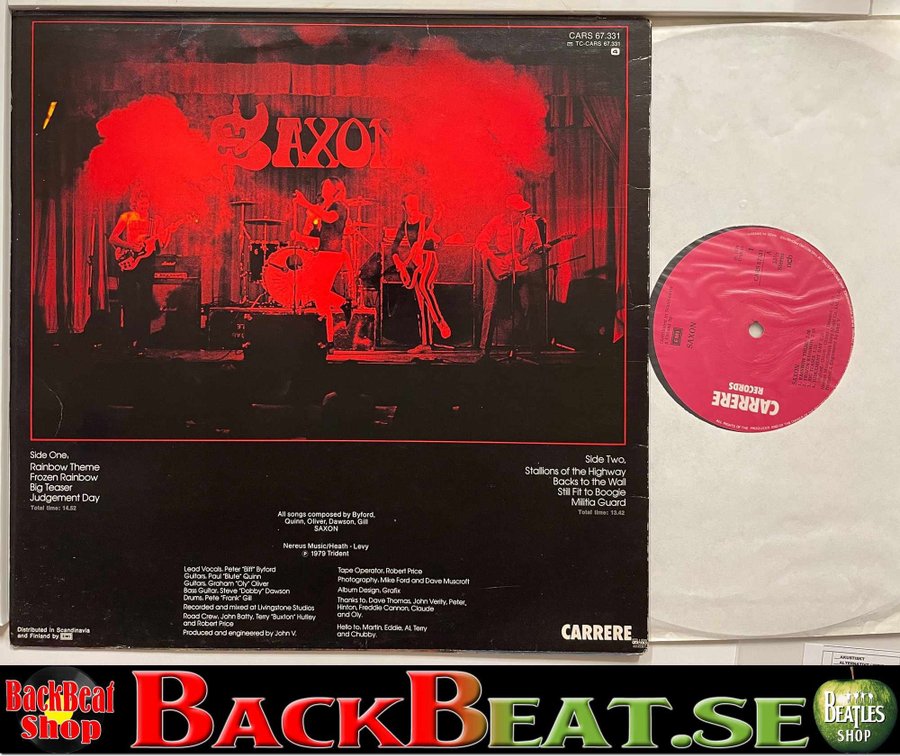 CARS 67.331
TC-CARS 67.331
4
SAXON
Side One,
Rainbow Theme
Frozen Rainbow
Big Teaser
Judgement Day
Total time: 14.52
Side Two,
Stallions of the Highway
Backs to the Wall
Still Fit to Boogie
Militia Guard
Total time: 13.42
All songs composed by Byford,
Quinn, Oliver, Dawson, Gill
SAXON
Nereus Music/Heath - Levy
℗ 1979 Trident
Lead Vocals, Peter "Biff" Byford
Guitars, Paul "Blute" Quinn
Guitars, Graham "Oly" Oliver
Bass Guitar, Steve "Dobby" Dawson
Drums, Pete "Frank" Gill
Recorded and mixed at Livingstone Studios
Road Crew, John Batty, Terry "Buxton" Hutley
and Robert Price
Produced and engineered by John V.
Tape Operator, Robert Price
Photography, Mike Ford and Dave Muscroft
Album Design, Grafix
Thanks to, Dave Thomas, John Verity, Peter,
Hinton, Freddie Cannon, Claude
and Oly.
Hello to, Martin, Eddie, Al, Terry
and Chubby.
Distributed in Scandinavia
and Finland by EMI
CARRERE
SAXON
SAXON
ncb
CARRERE
RECORDS
AKUSTISKT
BackBeat
Shop
BACKBEAT.SE
BEATLES
SHOP